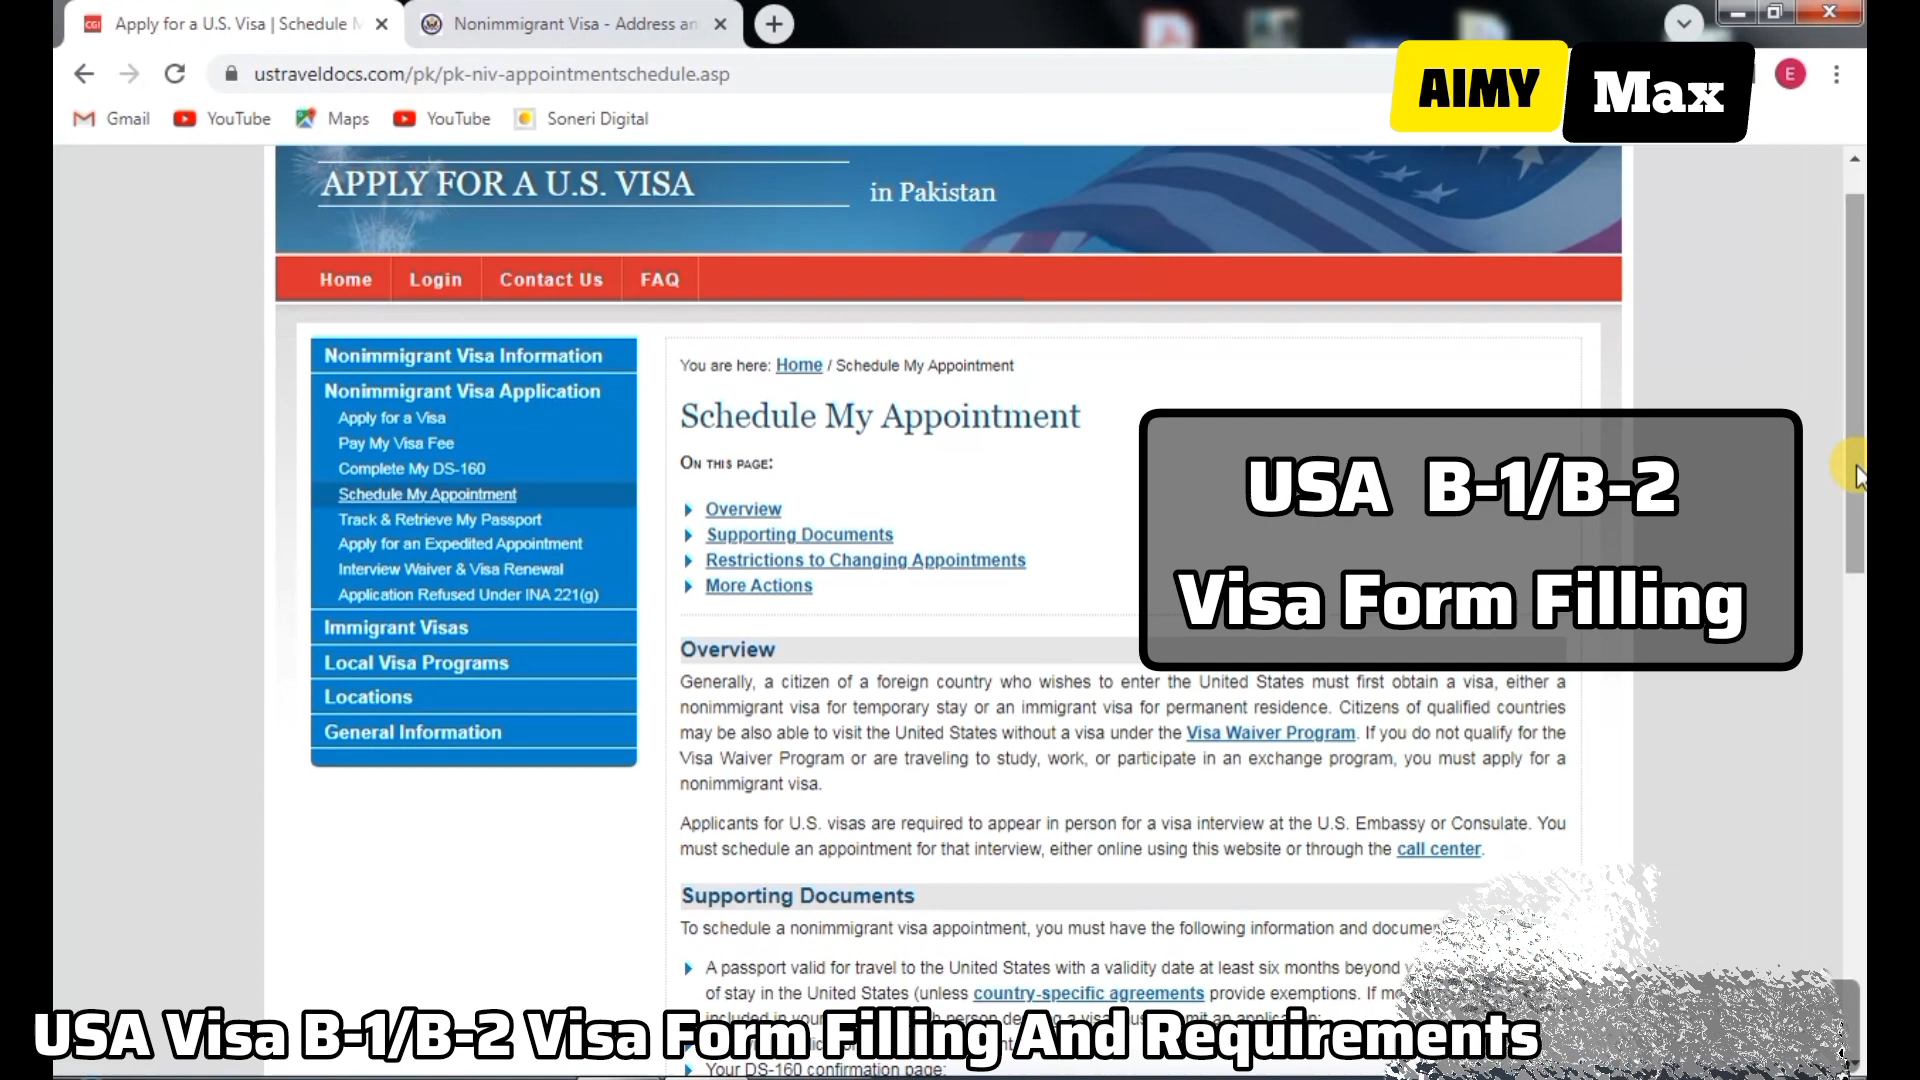 Apply for a U.S. Visa | Schedule M
Nonimmigrant Visa - Address an
ustraveldocs.com/pk/pk-niv-appointmentschedule.asp
E
AIMY Max
Gmail
YouTube
Maps
YouTube
Soneri Digital
APPLY FOR A U.S. VISA
in Pakistan
Home
Login
Contact Us
FAQ
Nonimmigrant Visa Information
Nonimmigrant Visa Application
Apply for a Visa
Pay My Visa Fee
Complete My DS-160
Schedule My Appointment
Track & Retrieve My Passport
Apply for an Expedited Appointment
Interview Waiver & Visa Renewal
Application Refused Under INA 221(g)
Immigrant Visas
Local Visa Programs
Locations
General Information
You are here: Home / Schedule My Appointment
Schedule My Appointment
ON THIS PAGE:
Overview
Supporting Documents
Restrictions to Changing Appointments
More Actions
USA B-1/B-2
Visa Form Filling
Overview
Generally, a citizen of a foreign country who wishes to enter the United States must first obtain a visa, either a
nonimmigrant visa for temporary stay or an immigrant visa for permanent residence. Citizens of qualified countries
may be also able to visit the United States without a visa under the Visa Waiver Program. If you do not qualify for the
Visa Waiver Program or are traveling to study, work, or participate in an exchange program, you must apply for a
nonimmigrant visa.
Applicants for U.S. visas are required to appear in person for a visa interview at the U.S. Embassy or Consulate. You
must schedule an appointment for that interview, either online using this website or through the call center.
Supporting Documents
To schedule a nonimmigrant visa appointment, you must have the following information and
A passport valid for travel to the United States with a validity date at least six months beyond
of stay in the United States (unless country-specific agreements provide exemptions. If
included in
USA Visa B-1/B-2 Visa Form Filling And Requirements
Your DS-160 confirmation page;